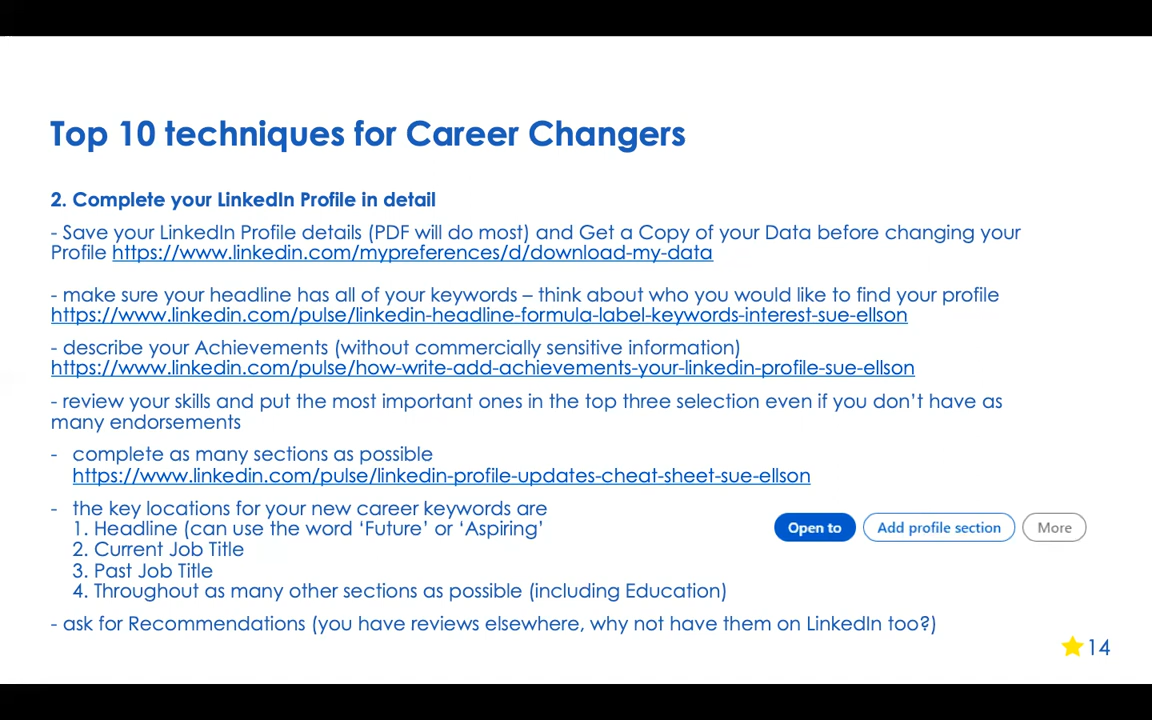 Top 10 techniques for Career Changers
2. Complete your LinkedIn Profile in detail
- Save your LinkedIn Profile details (PDF will do most) and Get a Copy of your Data before changing your
Profile https://www.linkedin.com/mypreferences/d/download-my-data
- make sure your headline has all of your keywords – think about who you would like to find your profile
https://www.linkedin.com/pulse/linkedin-headline-formula-label-keywords-interest-sue-ellson
- describe your Achievements (without commercially sensitive information)
https://www.linkedin.com/pulse/how-write-add-achievements-your-linkedin-profile-sue-ellson
- review your skills and put the most important ones in the top three selection even if you don’t have as
many endorsements
- complete as many sections as possible
https://www.linkedin.com/pulse/linkedin-profile-updates-cheat-sheet-sue-ellson
- the key locations for your new career keywords are
1. Headline (can use the word ‘Future’ or ‘Aspiring’
2. Current Job Title
3. Past Job Title
4. Throughout as many other sections as possible (including Education)
Open to Add profile section More
- ask for Recommendations (you have reviews elsewhere, why not have them on LinkedIn too?)
14